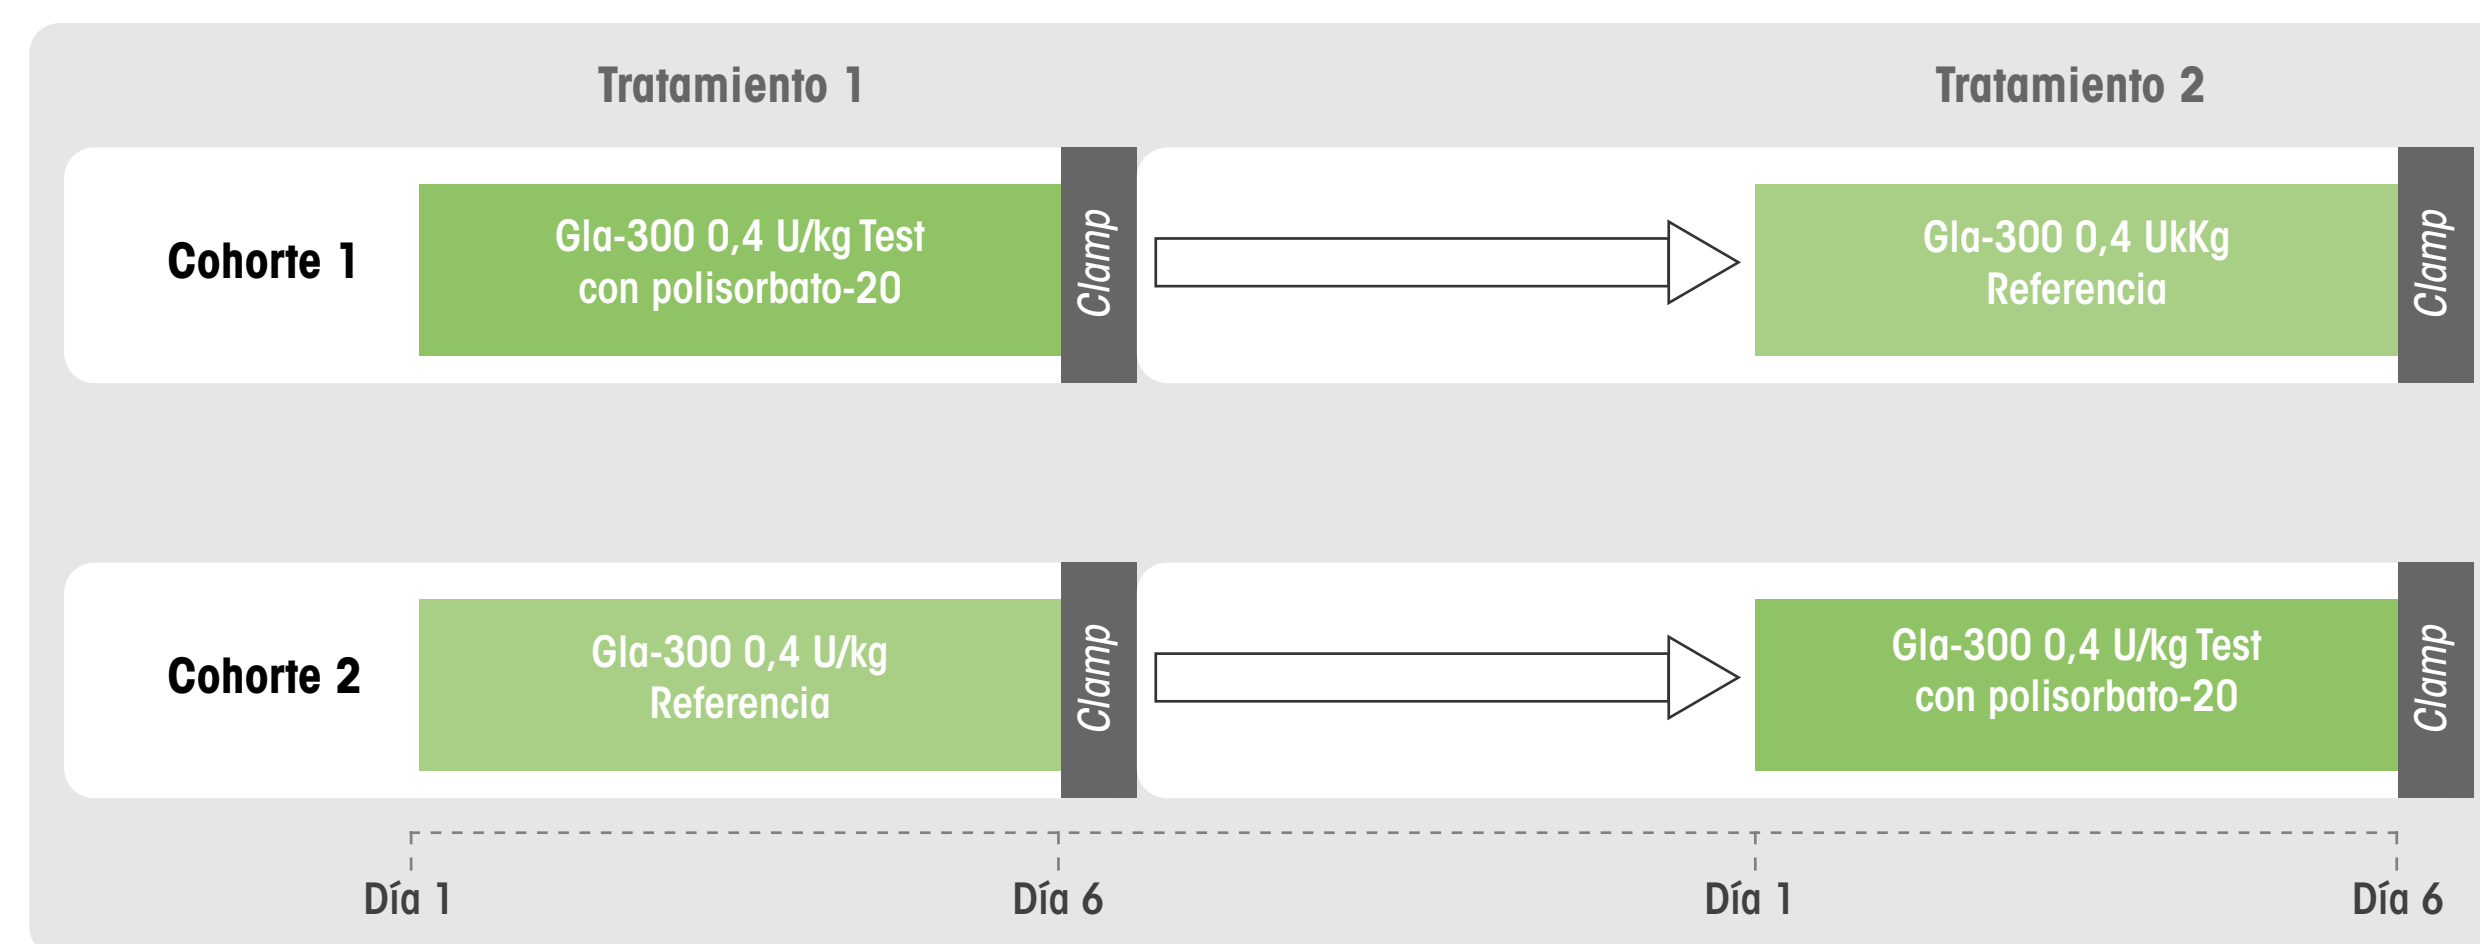 Tratamiento 1
Tratamiento 2
Cohorte 1
Gla-300 0,4 U/kg Test
con polisorbato-20
Clamp
Gla-300 0,4 UkKg
Referencia
Clamp
Cohorte 2
Gla-300 0,4 U/kg
Referencia
Clamp
Gla-300 0,4 U/kg Test
con polisorbato-20
Clamp
Día 1
Día 6
Día 1
Día 6